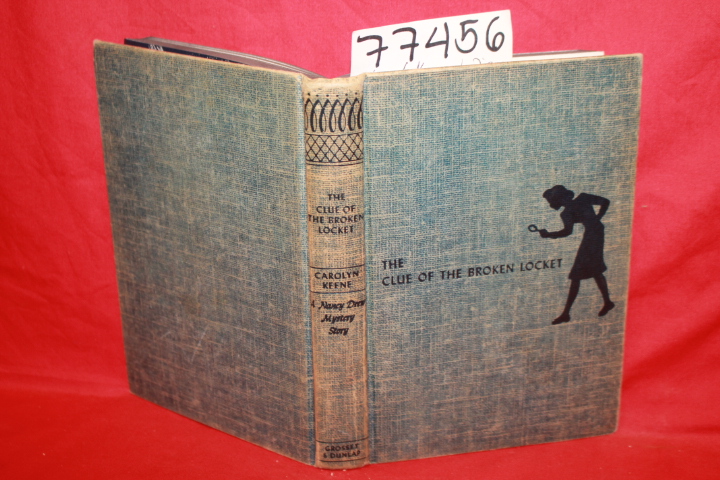 77456
THE
CLUE OF
THE BROKEN
LOCKET
CAROLYN
KEENE
A Nancy Drew
Mystery
Story
GROSSET
& DUNLAP
THE
CLUE OF THE BROKEN LOCKET